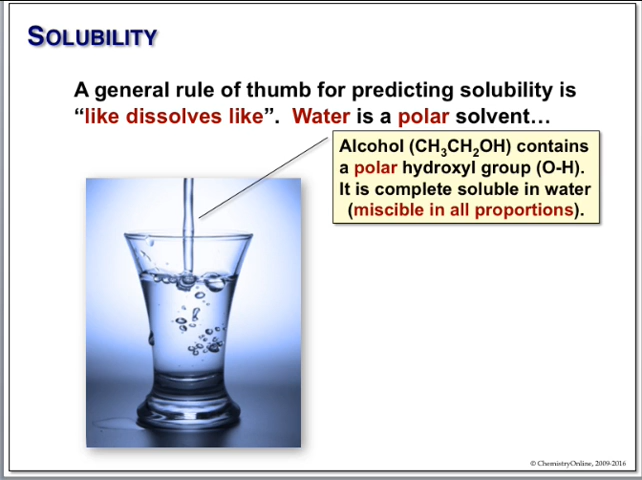 SOLUBILITY
A general rule of thumb for predicting solubility is
“like dissolves like”. Water is a polar solvent…
Alcohol (CH₃CH₂OH) contains
a polar hydroxyl group (O-H).
It is complete soluble in water
(miscible in all proportions).
© ChemistryOnline, 2009-2016